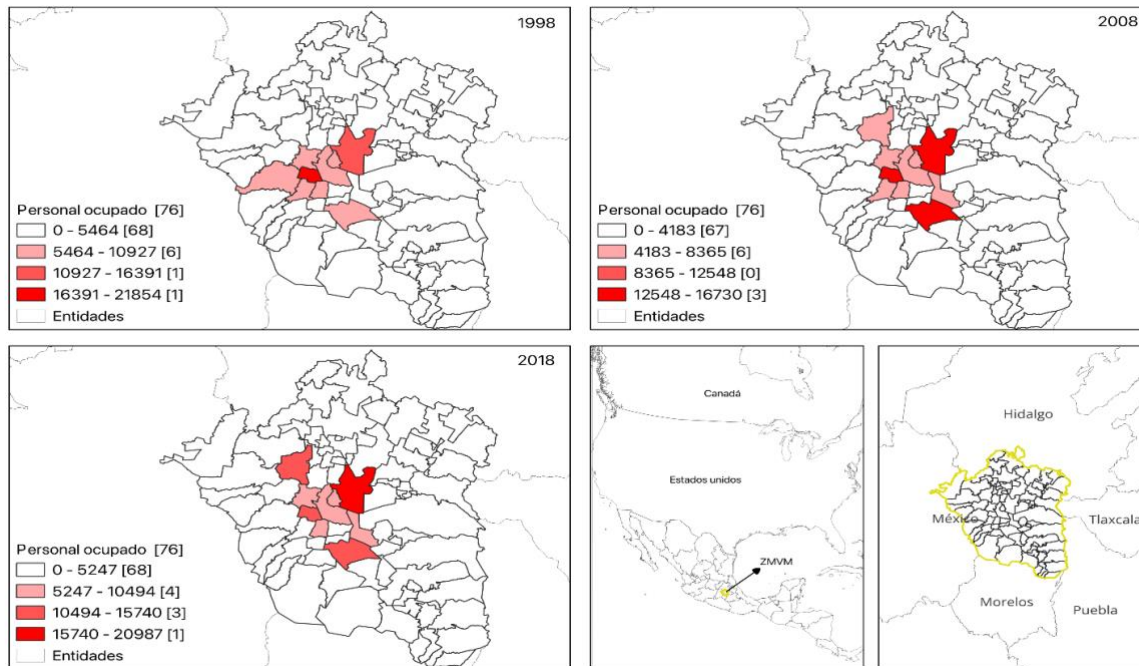 1998
Personal ocupado [76]
0 - 5464 [68]
5464 - 10927 [6]
10927 - 16391 [1]
16391 - 21854 [1]
Entidades
2008
Personal ocupado [76]
0 - 4183 [67]
4183 - 8365 [6]
8365 - 12548 [0]
12548 - 16730 [3]
Entidades
2018
Personal ocupado [76]
0 - 5247 [68]
5247 - 10494 [4]
10494 - 15740 [3]
15740 - 20987 [1]
Entidades
Canadá
Estados unidos
ZMVM
Hidalgo
México
Tlaxcala
Morelos
Puebla